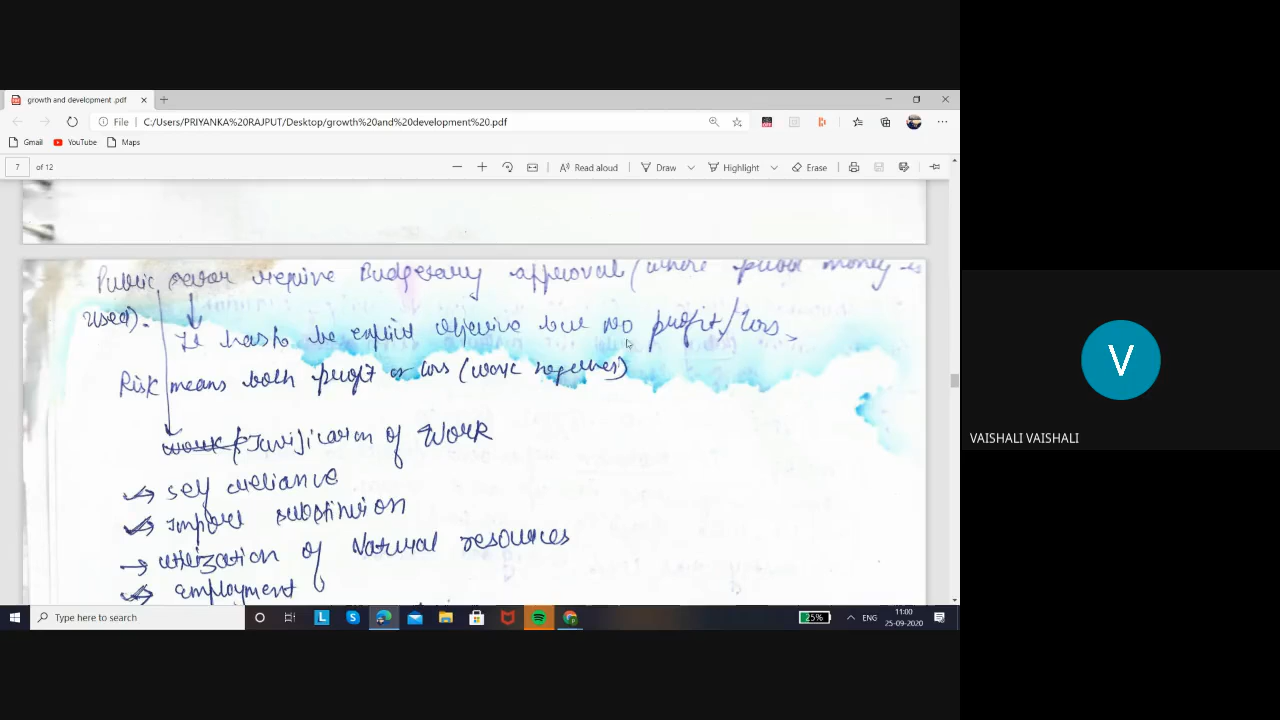 growth and development .pdf
File C:/Users/PRIYANKA%20RAJPUT/Desktop/growth%20and%20development%20.pdf
Gmail YouTube Maps
7 of 12 Read aloud Draw Highlight Erase
Public sector require Budgetary approval (where public money is
used).
It has to be explicit objective but no profit/loss.
Risk means both profit or loss (work together)
Justification of Work
self reliance
Import substitution
utilization of Natural resources
employment
V
VAISHALI VAISHALI
Type here to search
25% ENG 11:00
25-09-2020